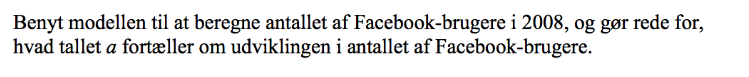 Benyt modellen til at beregne antallet af Facebook-brugere i 2008, og gør rede for,
hvad tallet a fortæller om udviklingen i antallet af Facebook-brugere.